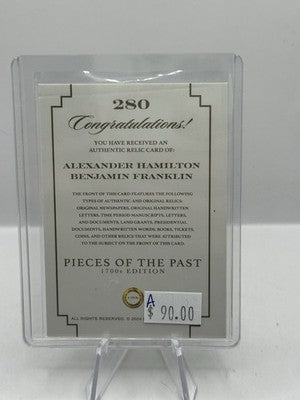 280
Congratulations!
YOU HAVE RECEIVED AN
AUTHENTIC RELIC CARD OF:
ALEXANDER HAMILTON
BENJAMIN FRANKLIN
THE FRONT OF THIS CARD FEATURES THE FOLLOWING
TYPES OF AUTHENTIC AND ORIGINAL RELICS:
ORIGINAL NEWSPAPERS, ORIGINAL HANDWRITTEN
LETTERS, TIME PERIOD MANUSCRIPTS, LETTERS,
AND DOCUMENTS, LAND GRANTS, PRESIDENTIAL
DOCUMENTS, HANDWRITTEN WORDS, BOOKS, TICKETS,
COINS, AND OTHER RELICS THAT WERE ATTRIBUTED
TO THE SUBJECT ON THE FRONT OF THIS CARD.
PIECES OF THE PAST
1700s EDITION
A
$ 90.00
ALL RIGHTS RESERVED. ©